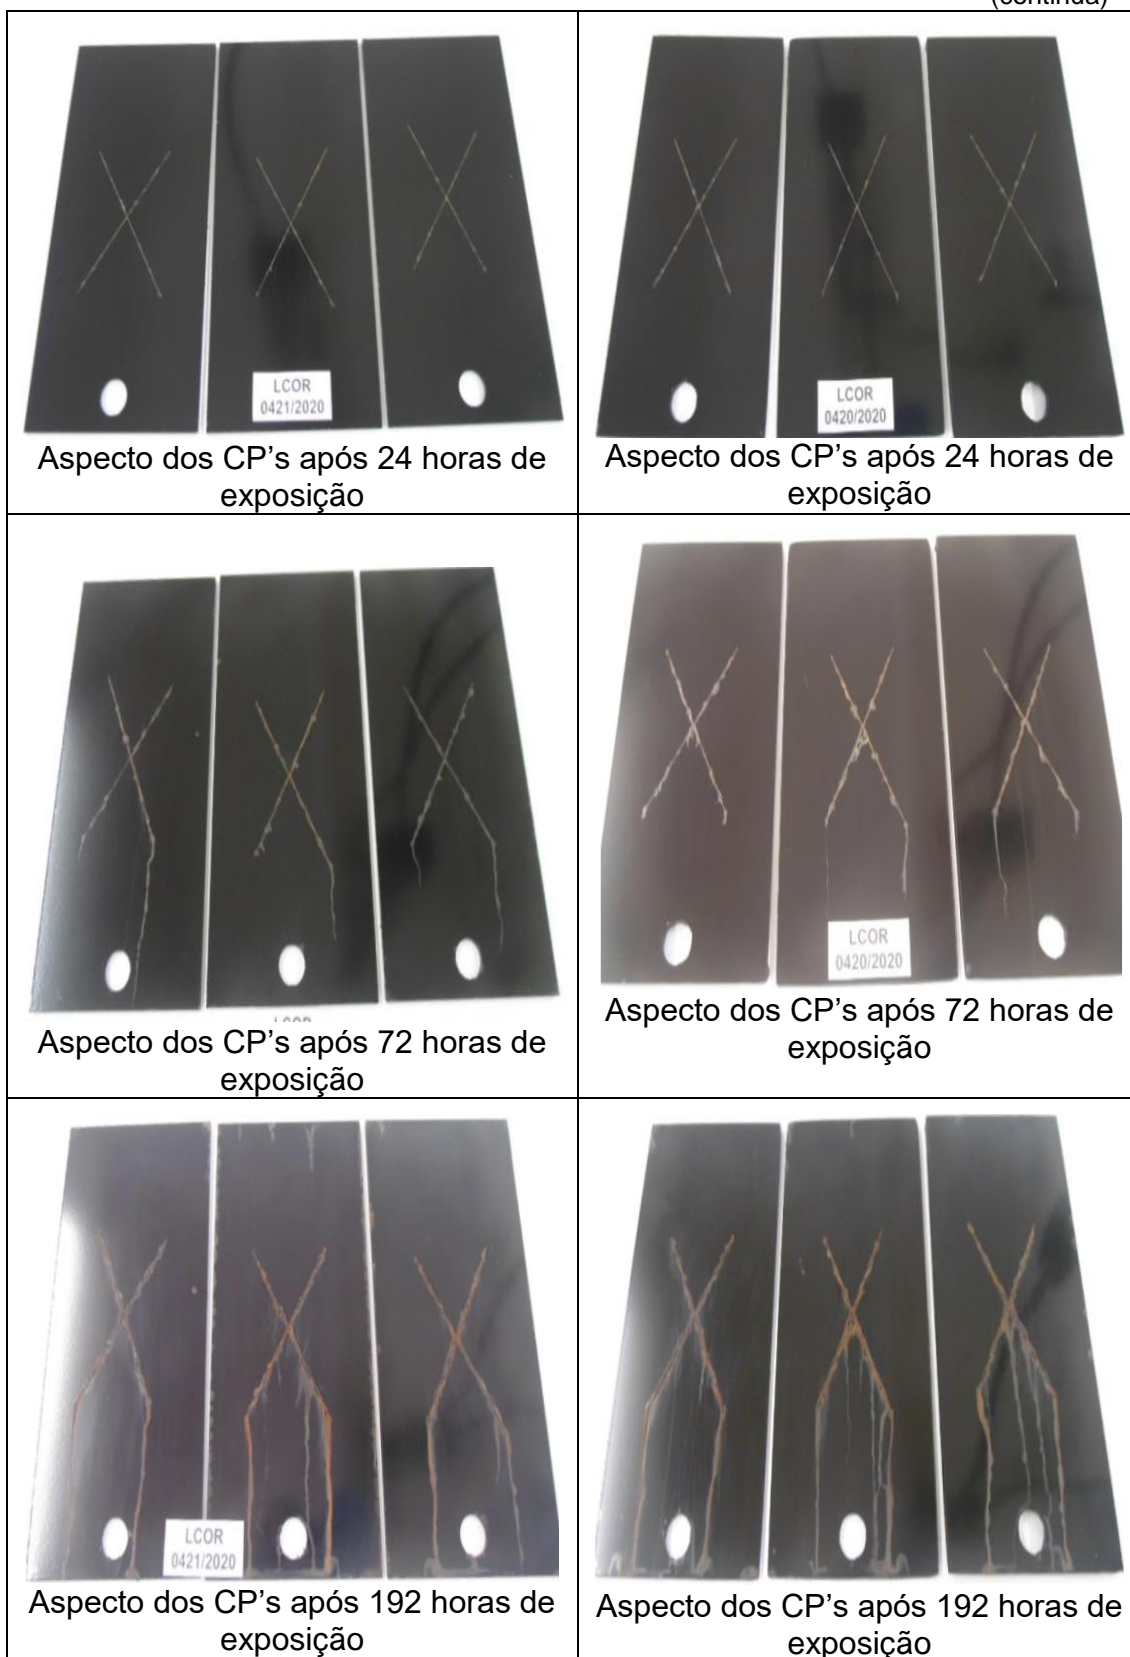 (continua)
LCOR
0421/2020
LCOR
0420/2020
Aspecto dos CP's após 24 horas de
exposição
Aspecto dos CP's após 24 horas de
exposição
LCOR
LCOR
0420/2020
Aspecto dos CP's após 72 horas de
exposição
Aspecto dos CP's após 72 horas de
exposição
LCOR
0421/2020
Aspecto dos CP's após 192 horas de
exposição
Aspecto dos CP's após 192 horas de
exposição